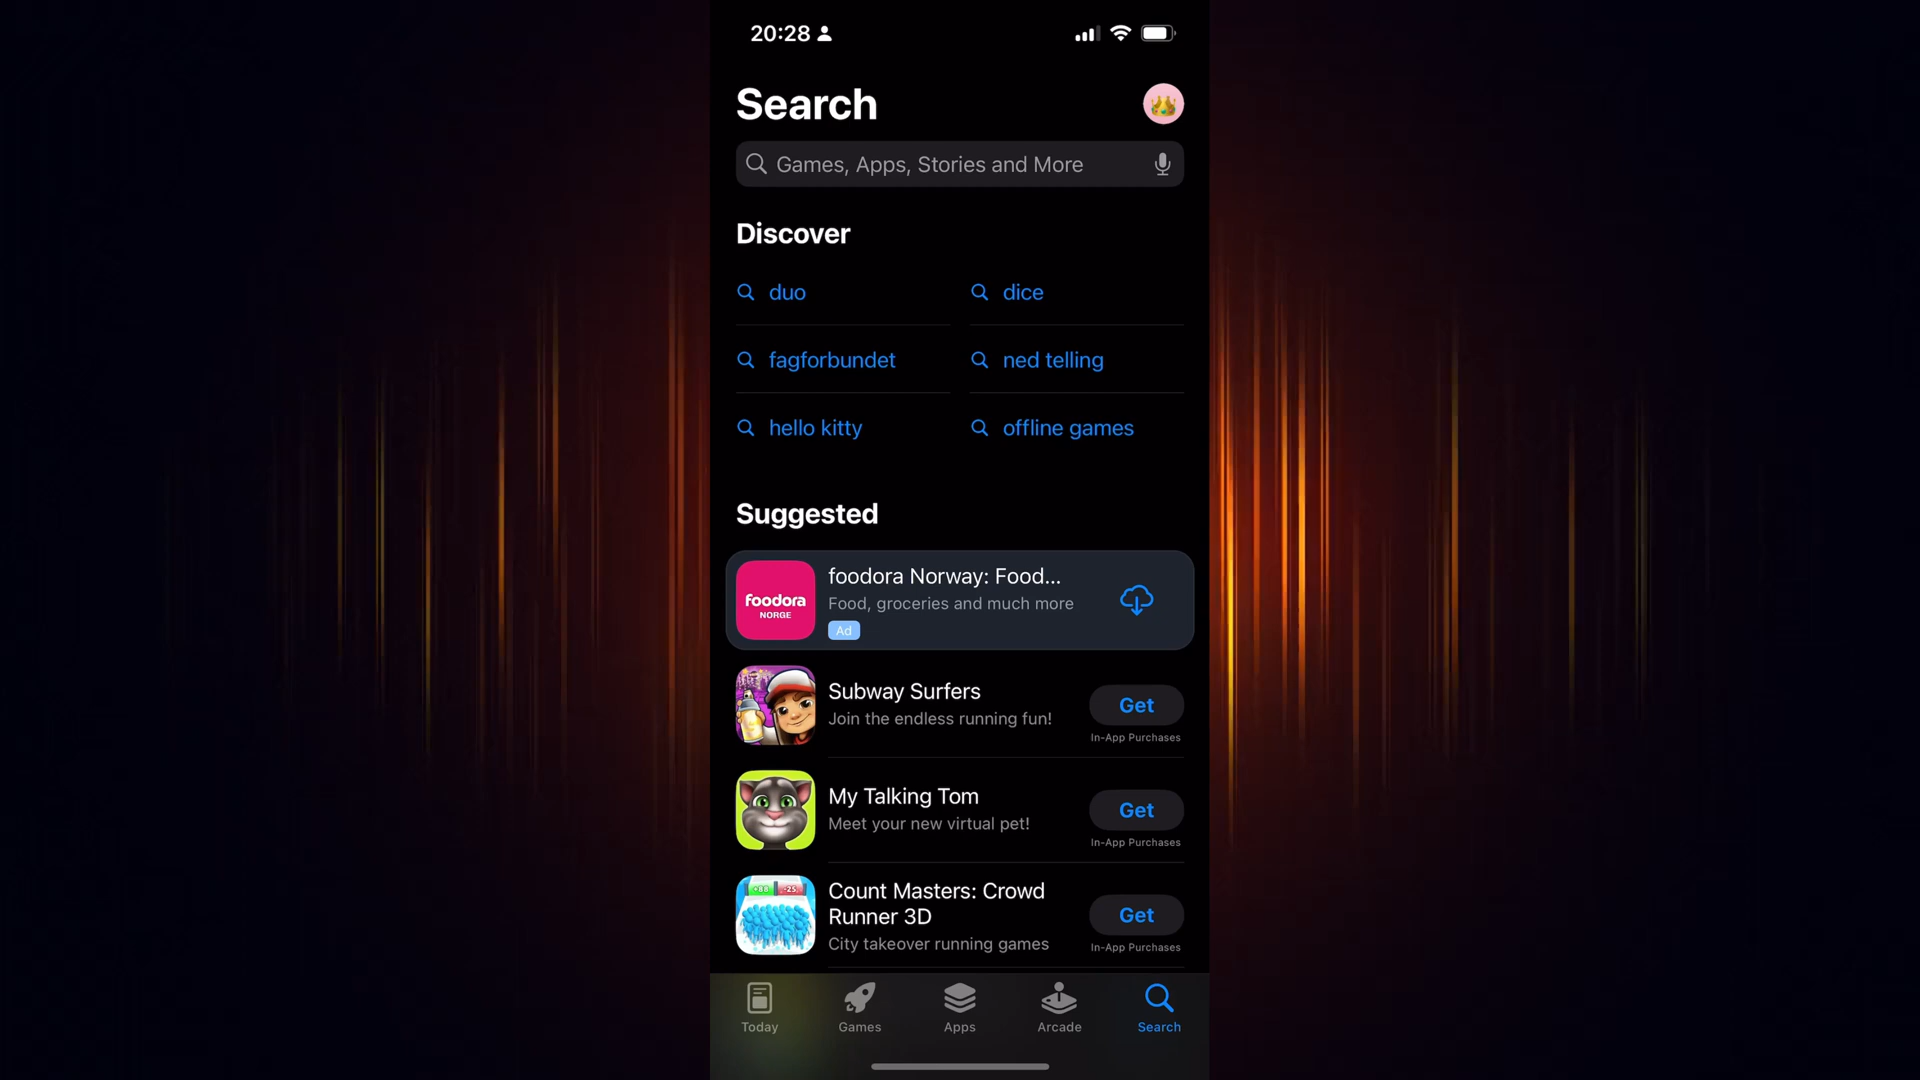 20:28
Search
Games, Apps, Stories and More
Discover
duo
dice
fagforbundet
ned telling
hello kitty
offline games
Suggested
foodora
NORGE
foodora Norway: Food...
Food, groceries and much more
Ad
Subway Surfers
Join the endless running fun!
Get
In-App Purchases
My Talking Tom
Meet your new virtual pet!
Get
In-App Purchases
+88 -25
Count Masters: Crowd
Runner 3D
City takeover running games
Get
In-App Purchases
Today
Games
Apps
Arcade
Search